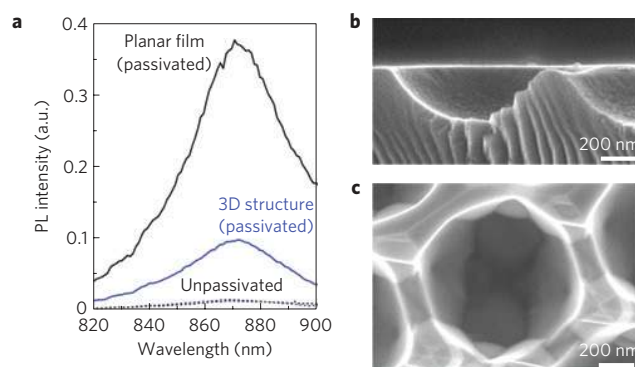 a
0.4
0.3
0.2
0.1
0
PL intensity (a.u.)
Planar film
(passivated)
3D structure
(passivated)
Unpassivated
820
840
860
880
900
Wavelength (nm)
b
200 nm
c
200 nm